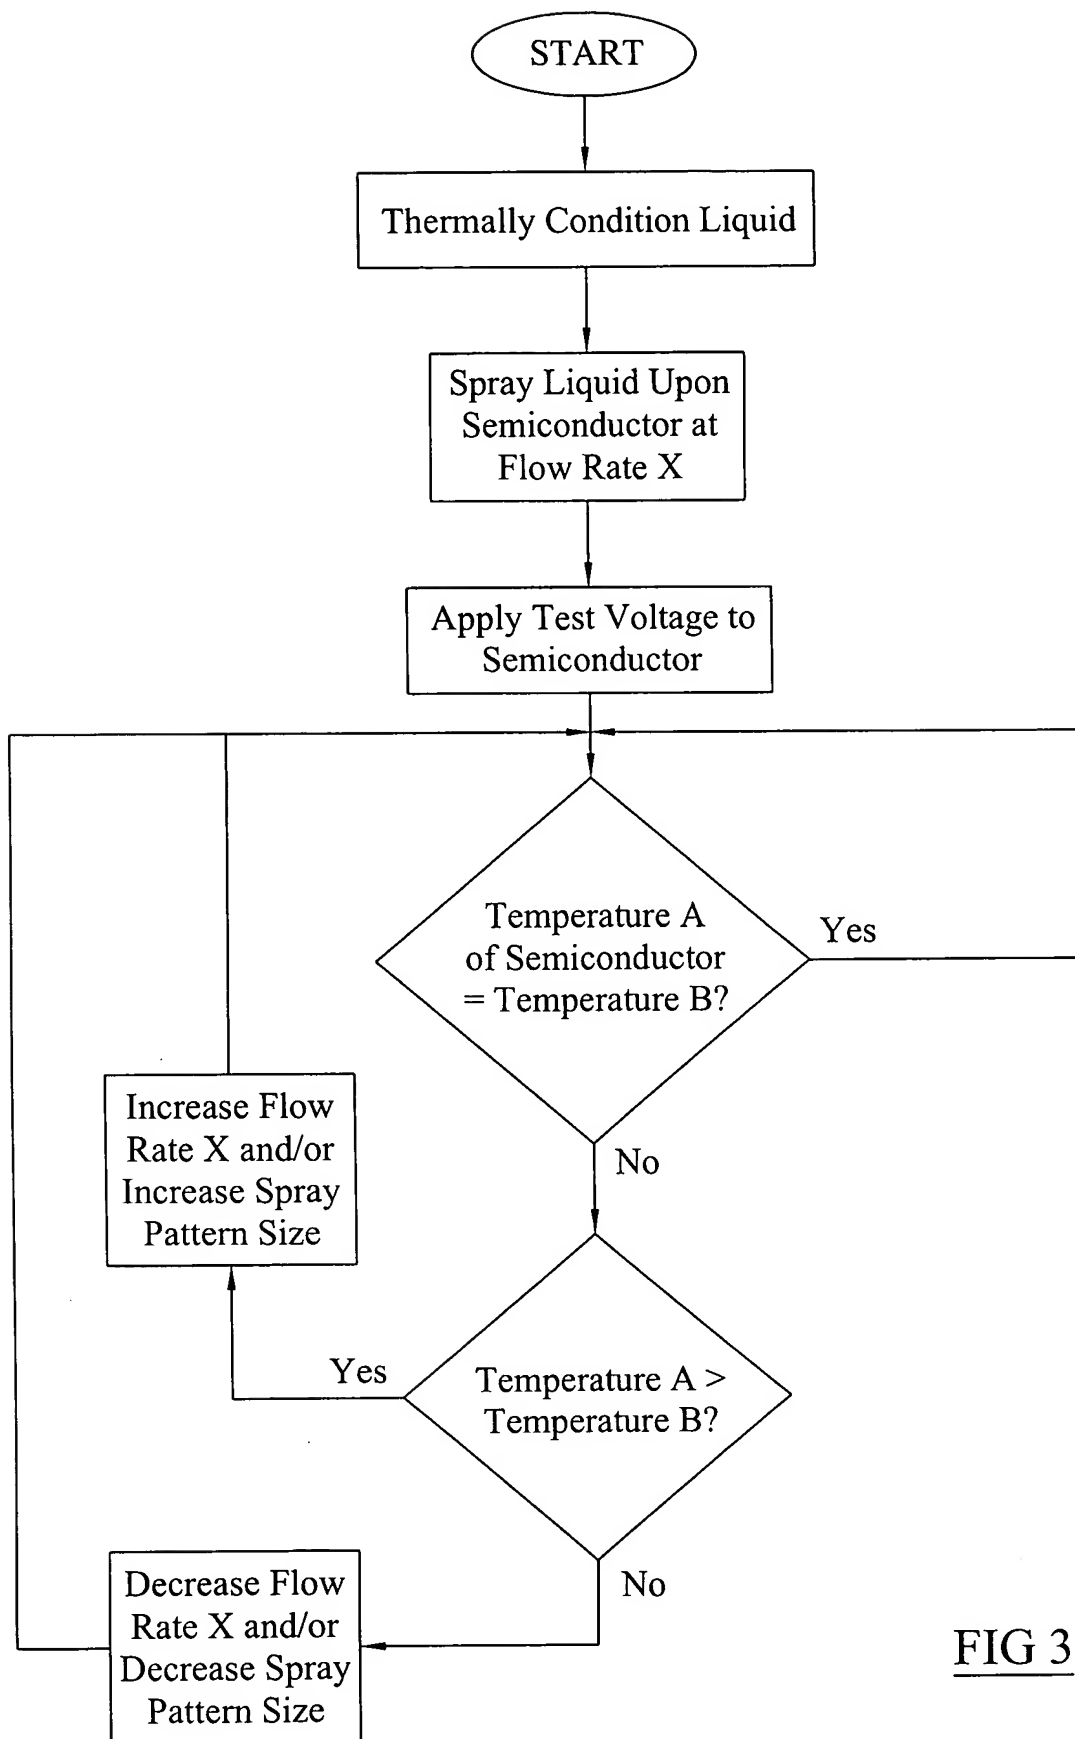 START
Thermally Condition Liquid
Spray Liquid Upon
Semiconductor at
Flow Rate X
Apply Test Voltage to
Semiconductor
Temperature A
of Semiconductor
= Temperature B?
Yes
No
Increase Flow
Rate X and/or
Increase Spray
Pattern Size
Yes
Temperature A >
Temperature B?
No
Decrease Flow
Rate X and/or
Decrease Spray
Pattern Size
FIG 3